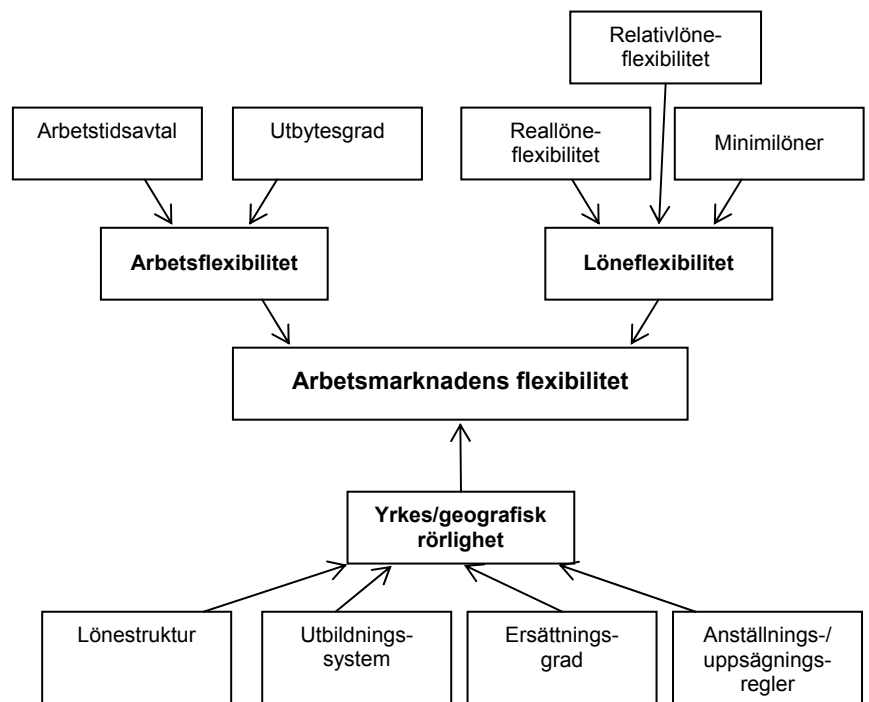 Relativlöne-
flexibilitet
Arbetstidsavtal
Utbytesgrad
Reallöne-
flexibilitet
Minimilöner
Arbetsflexibilitet
Löneflexibilitet
Arbetsmarknadens flexibilitet
Yrkes/geografisk
rörlighet
Lönestruktur
Utbildnings-
system
Ersättnings-
grad
Anställnings-/
uppsägnings-
regler